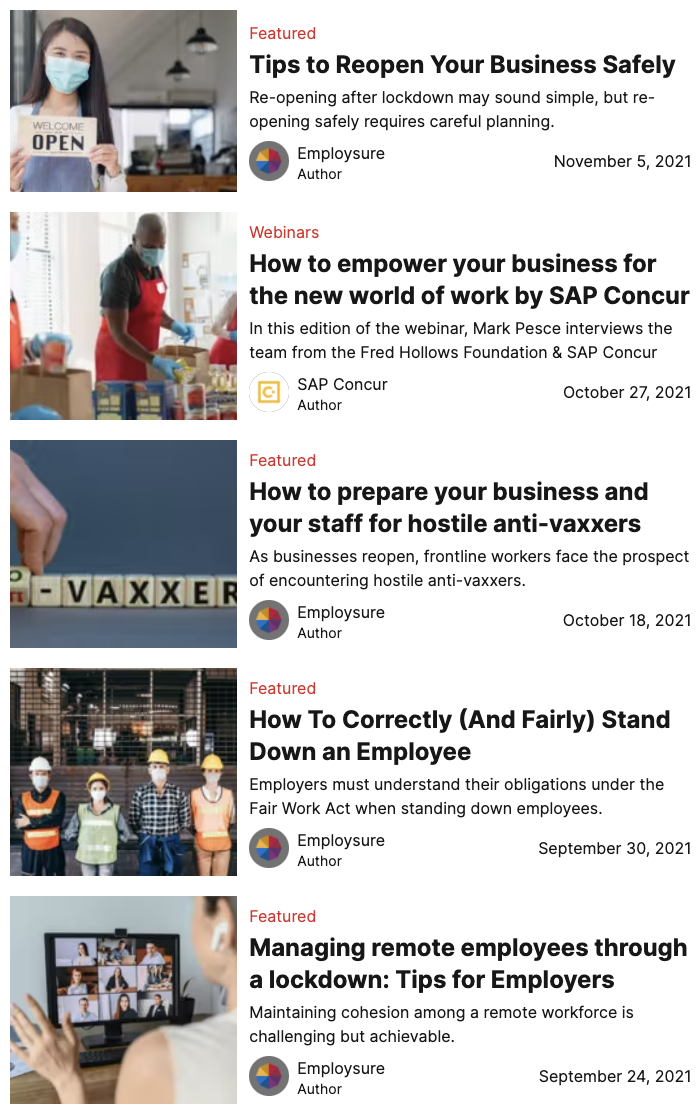 Featured
Tips to Reopen Your Business Safely
Re-opening after lockdown may sound simple, but re-
opening safely requires careful planning.
WELCOME
OPEN
Employsure
Author
November 5, 2021
Webinars
How to empower your business for
the new world of work by SAP Concur
In this edition of the webinar, Mark Pesce interviews the
team from the Fred Hollows Foundation & SAP Concur
SAP Concur
Author
October 27, 2021
Featured
How to prepare your business and
your staff for hostile anti-vaxxers
As businesses reopen, frontline workers face the prospect
of encountering hostile anti-vaxxers.
- VAXXER
Employsure
Author
October 18, 2021
Featured
How To Correctly (And Fairly) Stand
Down an Employee
Employers must understand their obligations under the
Fair Work Act when standing down employees.
Employsure
Author
September 30, 2021
Featured
Managing remote employees through
a lockdown: Tips for Employers
Maintaining cohesion among a remote workforce is
challenging but achievable.
Employsure
Author
September 24, 2021